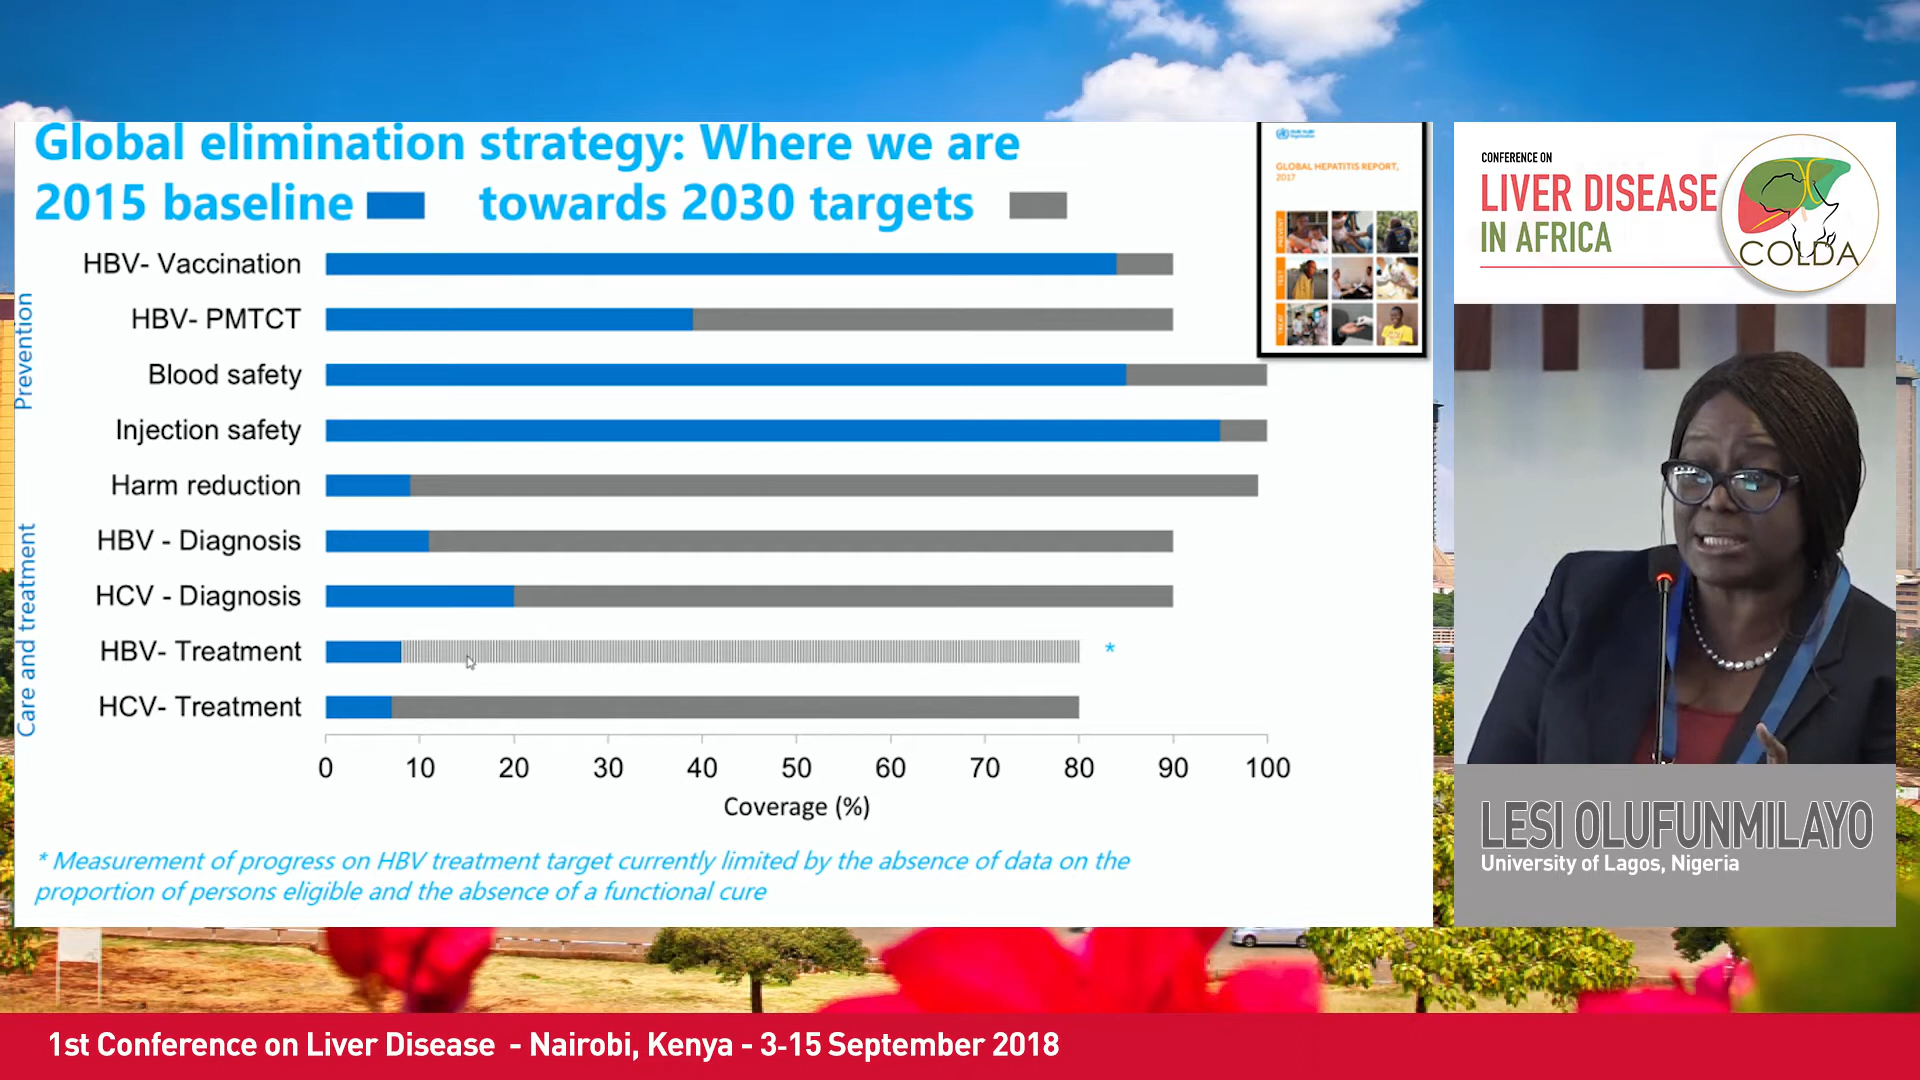 Global elimination strategy: Where we are
2015 baseline towards 2030 targets
GLOBAL HEPATITIS REPORT,
2017
PREVENT
TEST
TREAT
Prevention
Care and treatment
HBV- Vaccination
HBV- PMTCT
Blood safety
Injection safety
Harm reduction
HBV - Diagnosis
HCV - Diagnosis
HBV- Treatment
*
HCV- Treatment
0 10 20 30 40 50 60 70 80 90 100
Coverage (%)
* Measurement of progress on HBV treatment target currently limited by the absence of data on the
proportion of persons eligible and the absence of a functional cure
CONFERENCE ON
LIVER DISEASE
IN AFRICA
COLDA
LESI OLUFUNMILAYO
University of Lagos, Nigeria
1st Conference on Liver Disease - Nairobi, Kenya - 3-15 September 2018